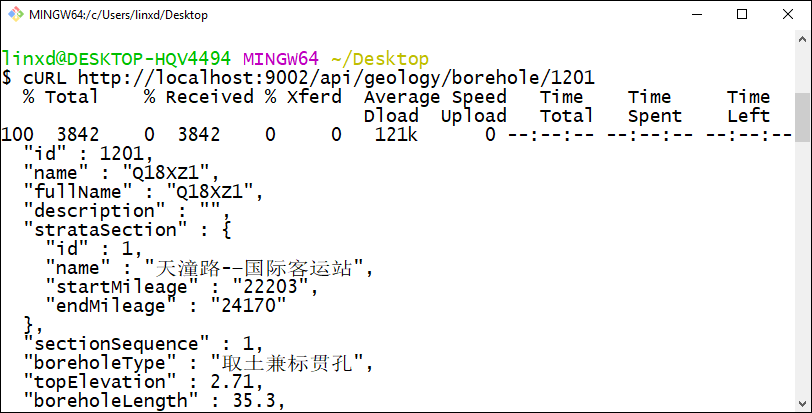 MINGW64:/c/Users/linxd/Desktop
linxd@DESKTOP-HQV4494 MINGW64 ~/Desktop
$ cURL http://localhost:9002/api/geology/borehole/1201
  % Total    % Received % Xferd  Average Speed   Time    Time     Time
                                 Dload  Upload   Total   Spent    Left
100  3842    0  3842    0     0   121k      0 --:--:-- --:--:-- --:--:--
  "id" : 1201,
  "name" : "Q18XZ1",
  "fullName" : "Q18XZ1",
  "description" : "",
  "strataSection" : {
    "id" : 1,
    "name" : "天潼路--国际客运站",
    "startMileage" : "22203",
    "endMileage" : "24170"
  },
  "sectionSequence" : 1,
  "boreholeType" : "取土兼标贯孔",
  "topElevation" : 2.71,
  "boreholeLength" : 35.3,